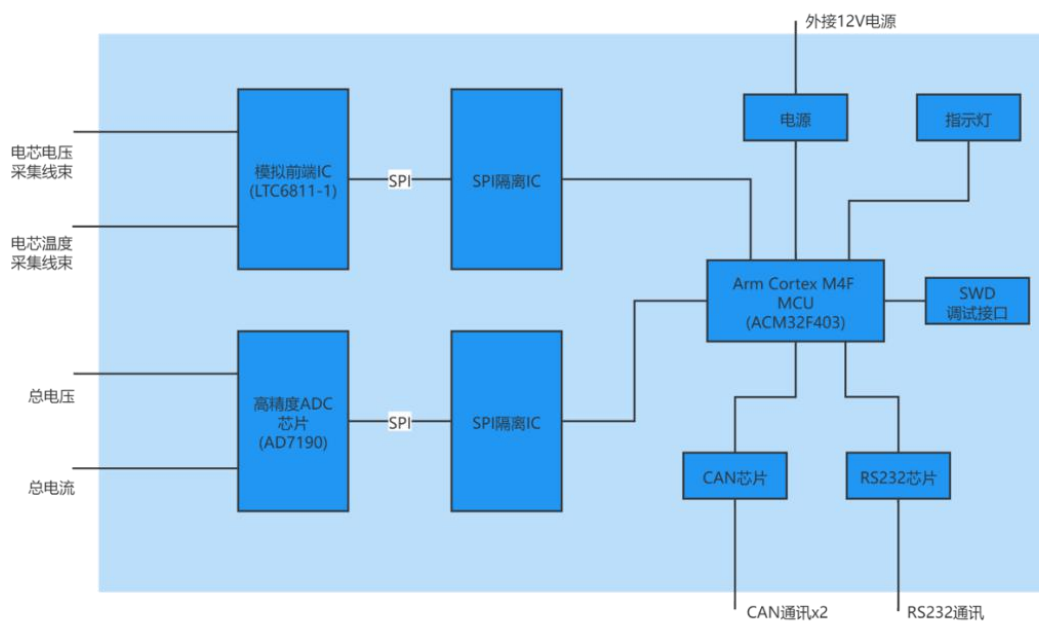 外接12V电源
电源
指示灯
电芯电压
采集线束
模拟前端IC
(LTC6811-1)
SPI
SPI隔离IC
电芯温度
采集线束
Arm Cortex M4F
MCU
(ACM32F403)
SWD
调试接口
总电压
高精度ADC
芯片
(AD7190)
SPI
SPI隔离IC
总电流
CAN芯片
RS232芯片
CAN通讯x2
RS232通讯